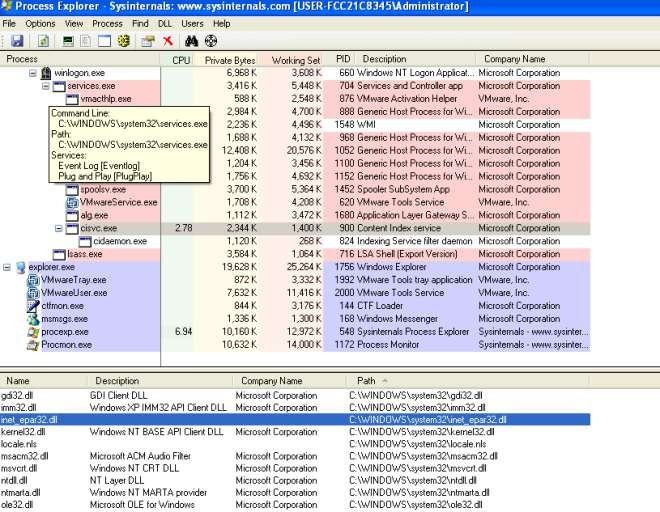 Process Explorer - Sysinternals: www.sysinternals.com [USER-FCC21C8345\Administrator]
File Options View Process Find DLL Users Help
Process CPU Private Bytes Working Set PID Description Company Name
winlogon.exe 6,968 K 3,608 K 660 Windows NT Logon Applicat... Microsoft Corporation
services.exe 3,416 K 5,448 K 704 Services and Controller app Microsoft Corporation
vmacthlp.exe 588 K 2,548 K 876 VMware Activation Helper VMware, Inc.
2,984 K 4,700 K 888 Generic Host Process for Wi... Microsoft Corporation
2,236 K 4,496 K 1548 WMI Microsoft Corporation
1,688 K 4,132 K 968 Generic Host Process for Wi... Microsoft Corporation
12,408 K 20,576 K 1052 Generic Host Process for Wi... Microsoft Corporation
1,204 K 3,456 K 1100 Generic Host Process for Wi... Microsoft Corporation
1,756 K 4,692 K 1152 Generic Host Process for Wi... Microsoft Corporation
Command Line:
C:\WINDOWS\system32\services.exe
Path:
C:\WINDOWS\system32\services.exe
Services:
Event Log [Eventlog]
Plug and Play [PlugPlay]
spoolsv.exe 3,700 K 5,364 K 1452 Spooler SubSystem App Microsoft Corporation
VMwareService.exe 1,708 K 4,208 K 620 VMware Tools Service VMware, Inc.
alg.exe 1,112 K 3,472 K 1680 Application Layer Gateway S... Microsoft Corporation
cisvc.exe 2.78 2,344 K 1,400 K 900 Content Index service Microsoft Corporation
cidaemon.exe 1,120 K 268 K 824 Indexing Service filter daemon Microsoft Corporation
lsass.exe 3,584 K 1,064 K 716 LSA Shell (Export Version) Microsoft Corporation
explorer.exe 19,628 K 25,264 K 1756 Windows Explorer Microsoft Corporation
VMwareTray.exe 872 K 3,332 K 1992 VMware Tools tray application VMware, Inc.
VMwareUser.exe 7,632 K 11,416 K 2000 VMware Tools Service VMware, Inc.
ctfmon.exe 844 K 3,176 K 144 CTF Loader Microsoft Corporation
msmsgs.exe 1,336 K 1,300 K 168 Windows Messenger Microsoft Corporation
procexp.exe 6.94 10,160 K 12,972 K 548 Sysinternals Process Explorer Sysinternals - www.sysinter...
Procmon.exe 10,632 K 14,000 K 1172 Process Monitor Sysinternals - www.sysinter...
Name Description Company Name Path
gdi32.dll GDI Client DLL Microsoft Corporation C:\WINDOWS\system32\gdi32.dll
imm32.dll Windows XP IMM32 API Client DLL Microsoft Corporation C:\WINDOWS\system32\imm32.dll
inet_epar32.dll C:\WINDOWS\system32\inet_epar32.dll
kernel32.dll Windows NT BASE API Client DLL Microsoft Corporation C:\WINDOWS\system32\kernel32.dll
locale.nls C:\WINDOWS\system32\locale.nls
msacm32.dll Microsoft ACM Audio Filter Microsoft Corporation C:\WINDOWS\system32\msacm32.dll
msvcrt.dll Windows NT CRT DLL Microsoft Corporation C:\WINDOWS\system32\msvcrt.dll
ntdll.dll NT Layer DLL Microsoft Corporation C:\WINDOWS\system32\ntdll.dll
ntmarta.dll Windows NT MARTA provider Microsoft Corporation C:\WINDOWS\system32\ntmarta.dll
ole32.dll Microsoft OLE for Windows Microsoft Corporation C:\WINDOWS\system32\ole32.dll